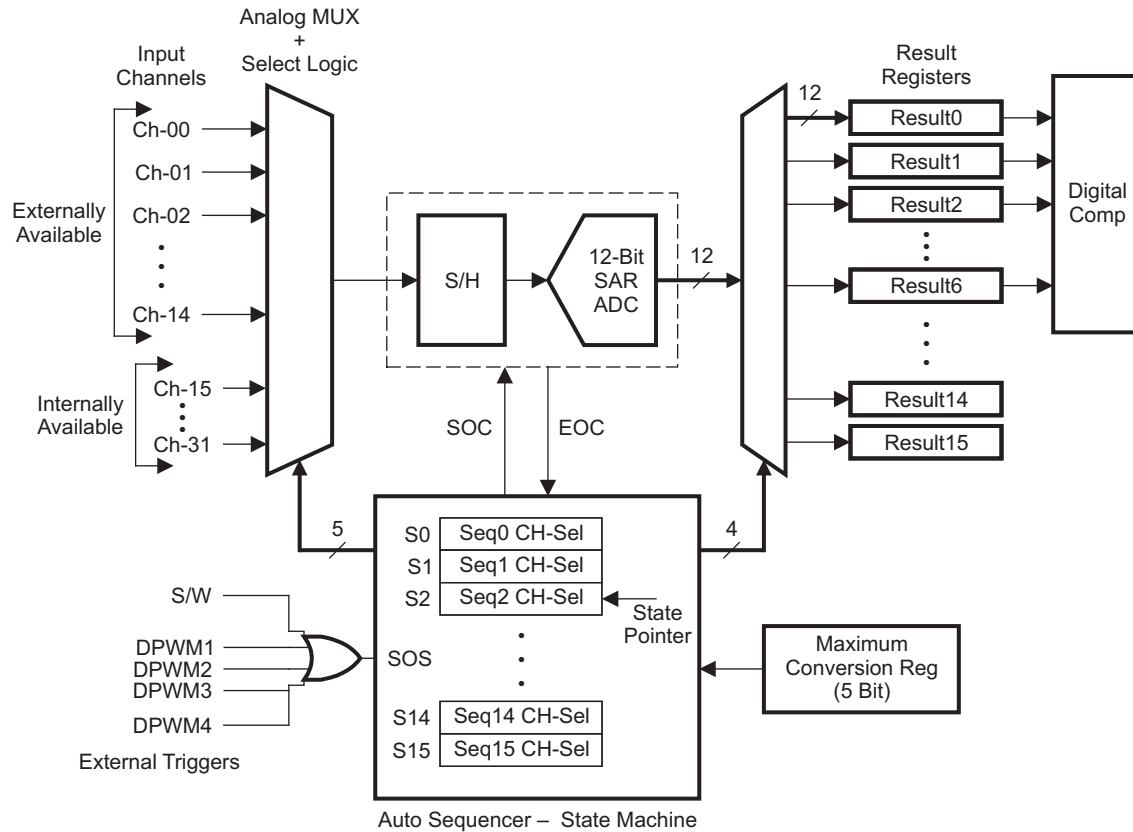 Analog MUX
+
Select Logic
Input
Channels
Result
Registers
Ch-00
Ch-01
Ch-02
Ch-14
Externally
Available
Ch-15
Ch-31
Internally
Available
S/H
12-Bit
SAR
ADC
12
12
Result0
Result1
Result2
Result6
Result14
Result15
Digital
Comp
SOC
EOC
5
4
S0
Seq0 CH-Sel
S1
Seq1 CH-Sel
S2
Seq2 CH-Sel
State
Pointer
S/W
DPWM1
DPWM2
DPWM3
DPWM4
External Triggers
SOS
S14
Seq14 CH-Sel
S15
Seq15 CH-Sel
Maximum
Conversion Reg
(5 Bit)
Auto Sequencer – State Machine